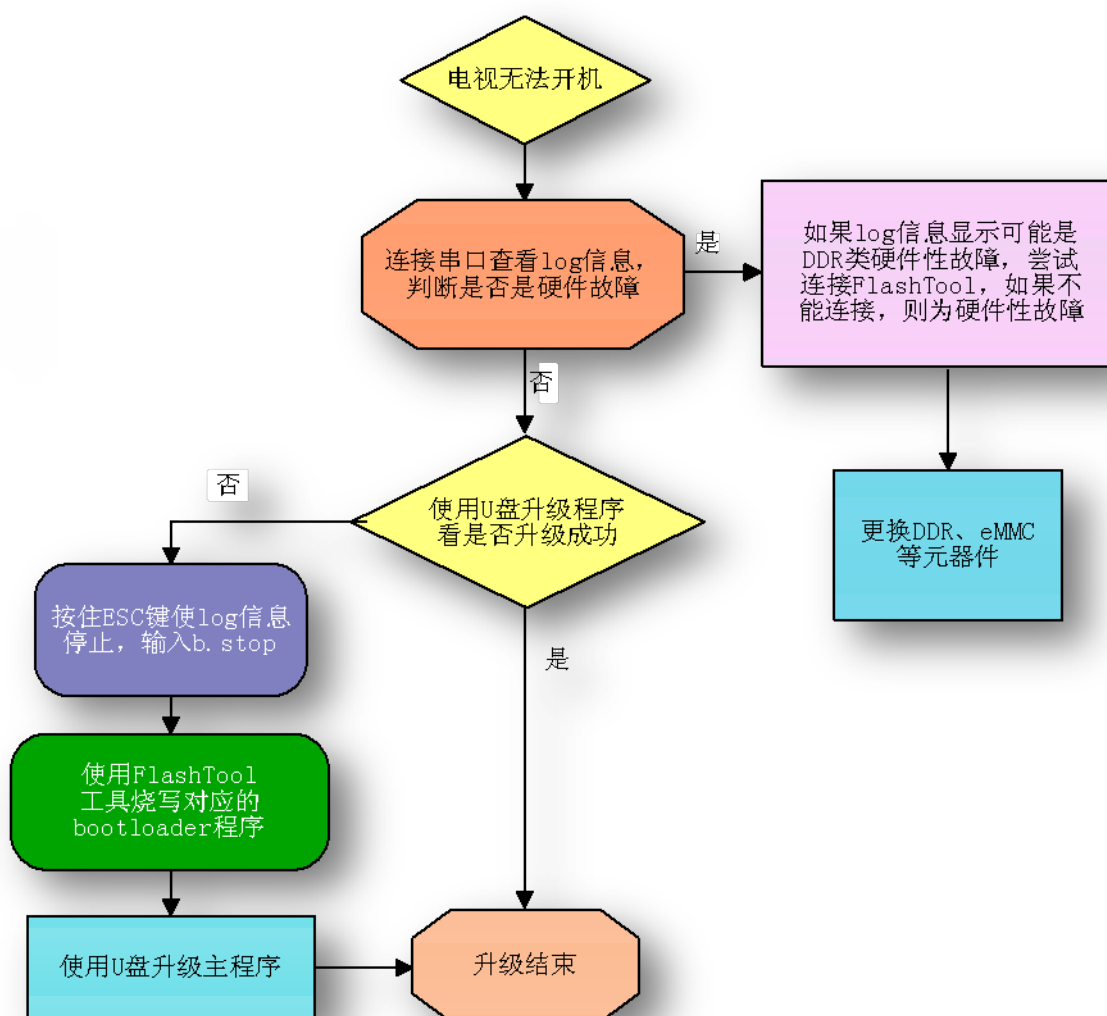 电视无法开机
连接串口查看log信息，
判断是否是硬件故障
是
如果log信息显示可能是
DDR类硬件性故障，尝试
连接FlashTool，如果不
能连接，则为硬件性故障
否
更换DDR、eMMC
等元器件
使用U盘升级程序
看是否升级成功
否
按住ESC键使log信息
停止，输入b.stop
是
使用FlashTool
工具烧写对应的
bootloader程序
使用U盘升级主程序
升级结束